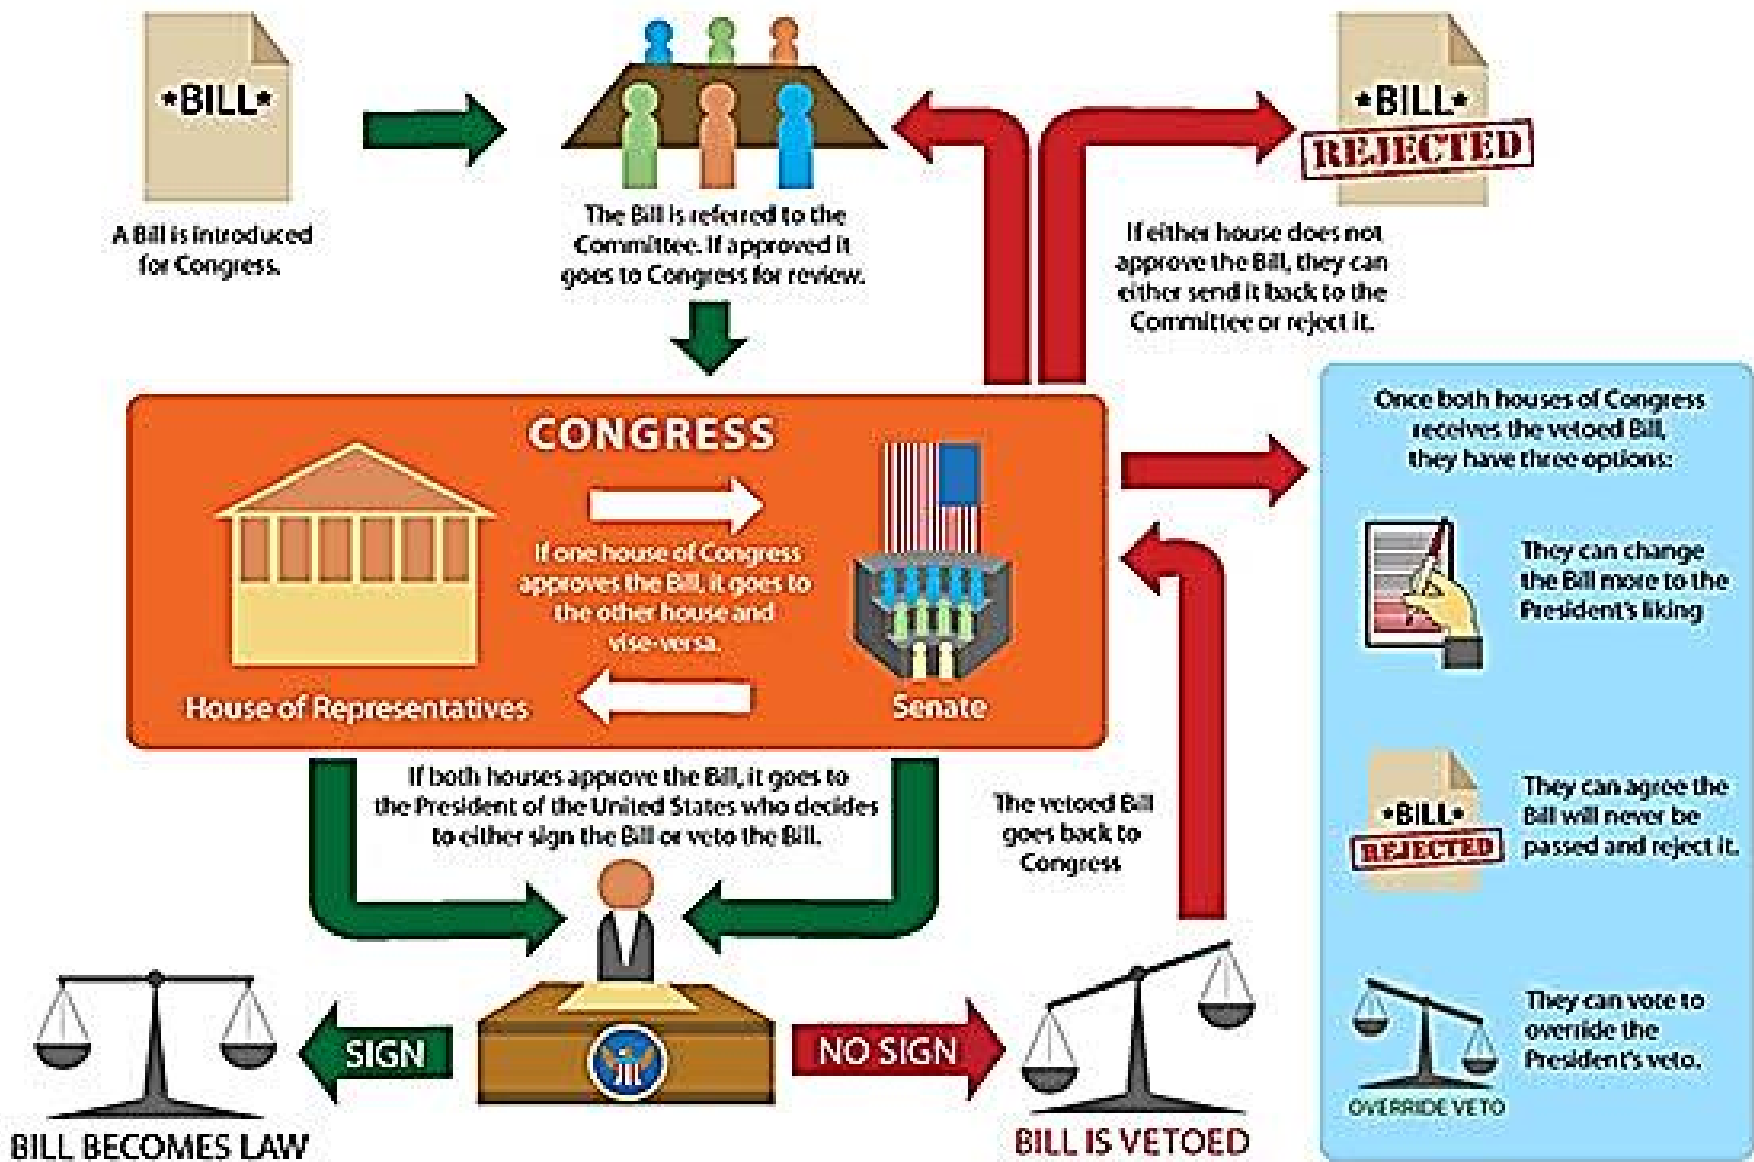 *BILL*
A Bill is introduced
for Congress.
The Bill is referred to the
Committee. If approved it
goes to Congress for review.
*BILL*
REJECTED
If either house does not
approve the Bill, they can
either send it back to the
Committee or reject it.
CONGRESS
If one house of Congress
approves the Bill, it goes to
the other house and
vise-versa.
House of Representatives
Senate
Once both houses of Congress
receives the vetoed Bill,
they have three options:
They can change
the Bill more to the
President's liking
*BILL*
REJECTED
They can agree the
Bill will never be
passed and reject it.
They can vote to
override the
President's veto.
OVERRIDE VETO
If both houses approve the Bill, it goes to
the President of the United States who decides
to either sign the Bill or veto the Bill.
The vetoed Bill
goes back to
Congress
SIGN
NO SIGN
BILL BECOMES LAW
BILL IS VETOED